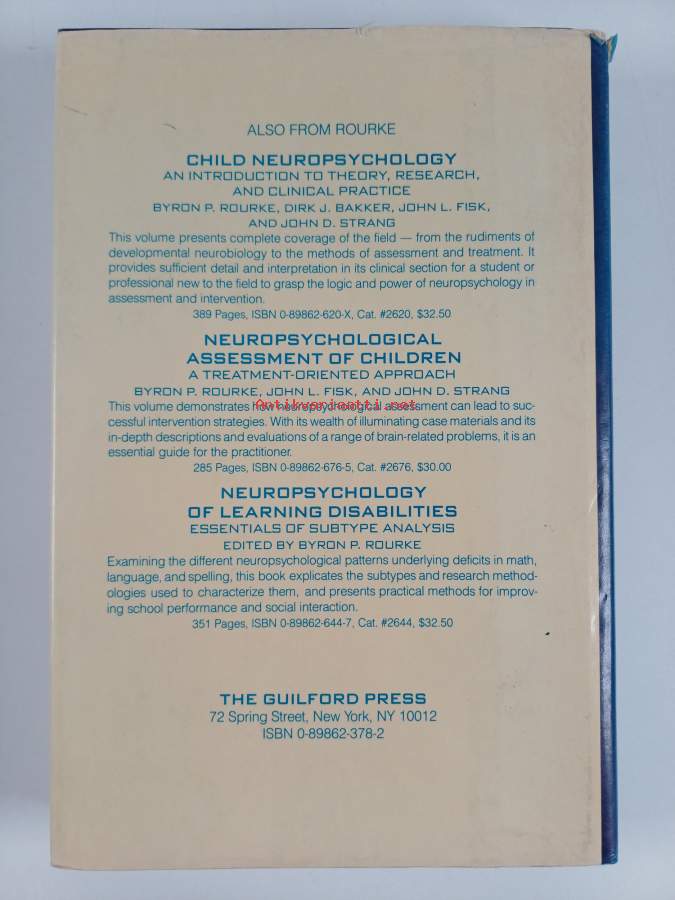 ALSO FROM ROURKE
CHILD NEUROPSYCHOLOGY
AN INTRODUCTION TO THEORY, RESEARCH,
AND CLINICAL PRACTICE
BYRON P. ROURKE, DIRK J. BAKKER, JOHN L. FISK,
AND JOHN D. STRANG
This volume presents complete coverage of the field — from the rudiments of
developmental neurobiology to the methods of assessment and treatment. It
provides sufficient detail and interpretation in its clinical section for a student or
professional new to the field to grasp the logic and power of neuropsychology in
assessment and intervention.
389 Pages, ISBN 0-89862-620-X, Cat. #2620, $32.50
NEUROPSYCHOLOGICAL
ASSESSMENT OF CHILDREN
A TREATMENT-ORIENTED APPROACH
BYRON P. ROURKE, JOHN L. FISK, AND JOHN D. STRANG
Antikvariantti.net
This volume demonstrates how neuropsychological assessment can lead to suc-
cessful intervention strategies. With its wealth of illuminating case materials and its
in-depth descriptions and evaluations of a range of brain-related problems, it is an
essential guide for the practitioner.
285 Pages, ISBN 0-89862-676-5, Cat. #2676, $30.00
NEUROPSYCHOLOGY
OF LEARNING DISABILITIES
ESSENTIALS OF SUBTYPE ANALYSIS
EDITED BY BYRON P. ROURKE
Examining the different neuropsychological patterns underlying deficits in math,
language, and spelling, this book explicates the subtypes and research method-
ologies used to characterize them, and presents practical methods for improv-
ing school performance and social interaction.
351 Pages, ISBN 0-89862-644-7, Cat. #2644, $32.50
THE GUILFORD PRESS
72 Spring Street, New York, NY 10012
ISBN 0-89862-378-2